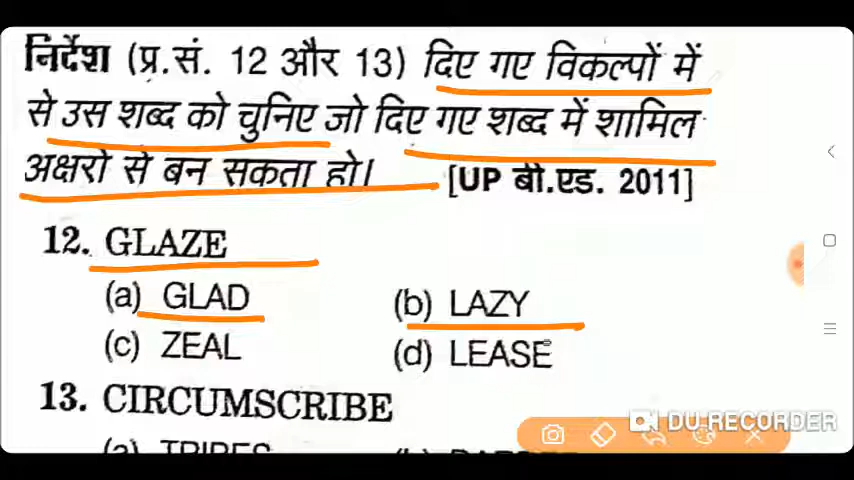 निर्देश (प्र.सं. 12 और 13) दिए गए विकल्पों में
से उस शब्द को चुनिए जो दिए गए शब्द में शामिल
अक्षरो से बन सकता हो। [UP बी.एड. 2011]
12. GLAZE
(a) GLAD (b) LAZY
(c) ZEAL (d) LEASE
13. CIRCUMSCRIBE
DU RECORDER